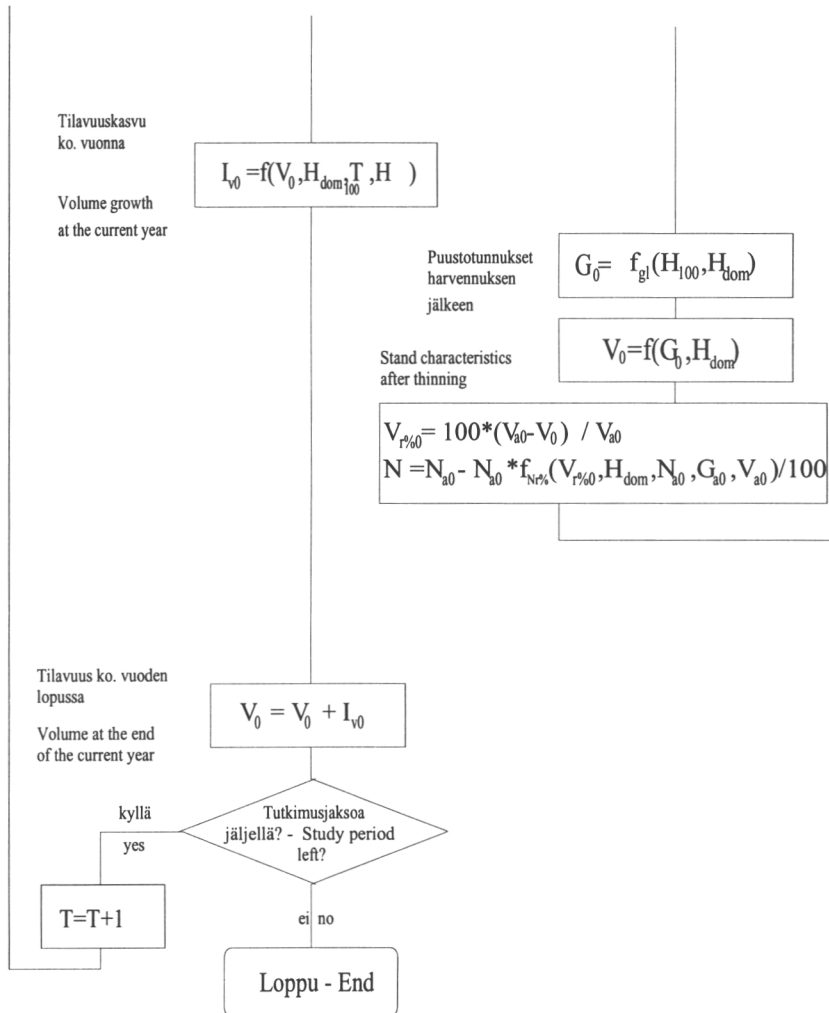 Tilavuuskasvu
ko. vuonna
Volume growth
at the current year
I_v0 =f(V_0,H_dom,T_100,H )
Puustotunnukset
harvennuksen
jälkeen
Stand characteristics
after thinning
G_0= f_gl(H_100,H_dom)
V_0=f(G_0,H_dom)
V_r%0= 100*(V_a0-V_0) / V_a0
N =N_a0- N_a0*f_Nr%(V_r%0,H_dom,N_a0,G_a0,V_a0)/100
Tilavuus ko. vuoden
lopussa
Volume at the end
of the current year
V_0 = V_0 + I_v0
Tutkimusjaksoa
jäljellä? - Study period
left?
kyllä
yes
T=T+1
ei no
Loppu - End